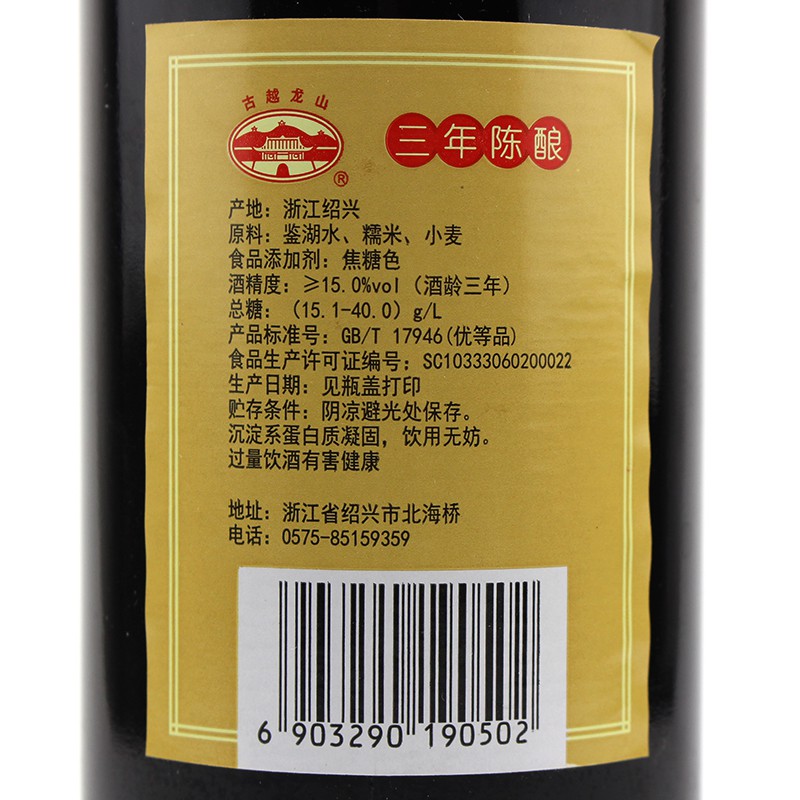 古越龙山
®
三年陈酿
产地：浙江绍兴
原料：鉴湖水、糯米、小麦
食品添加剂：焦糖色
酒精度：≥15.0%vol（酒龄三年）
总糖：（15.1-40.0）g/L
产品标准号：GB/T 17946(优等品)
食品生产许可证编号：SC10333060200022
生产日期：见瓶盖打印
贮存条件：阴凉避光处保存。
沉淀系蛋白质凝固，饮用无妨。
过量饮酒有害健康
地址：浙江省绍兴市北海桥
电话：0575-85159359
6 903290 190502